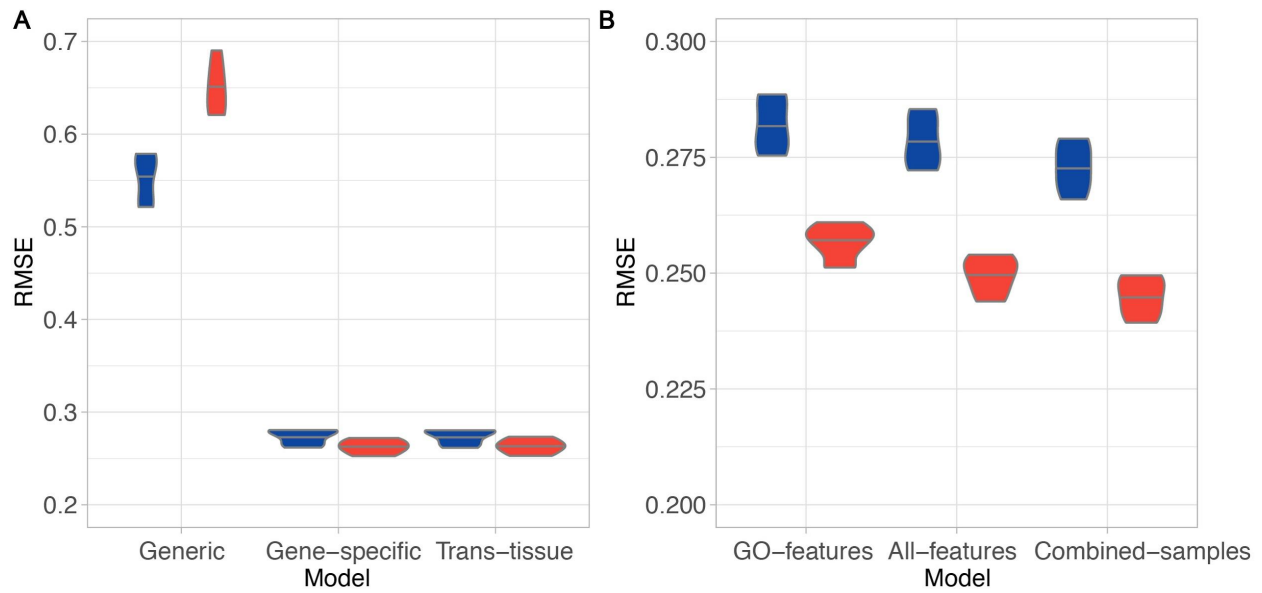 A
RMSE
0.7
0.6
0.5
0.4
0.3
0.2
Generic Gene−specific Trans−tissue
Model
B
RMSE
0.300
0.275
0.250
0.225
0.200
GO−features All−features Combined−samples
Model